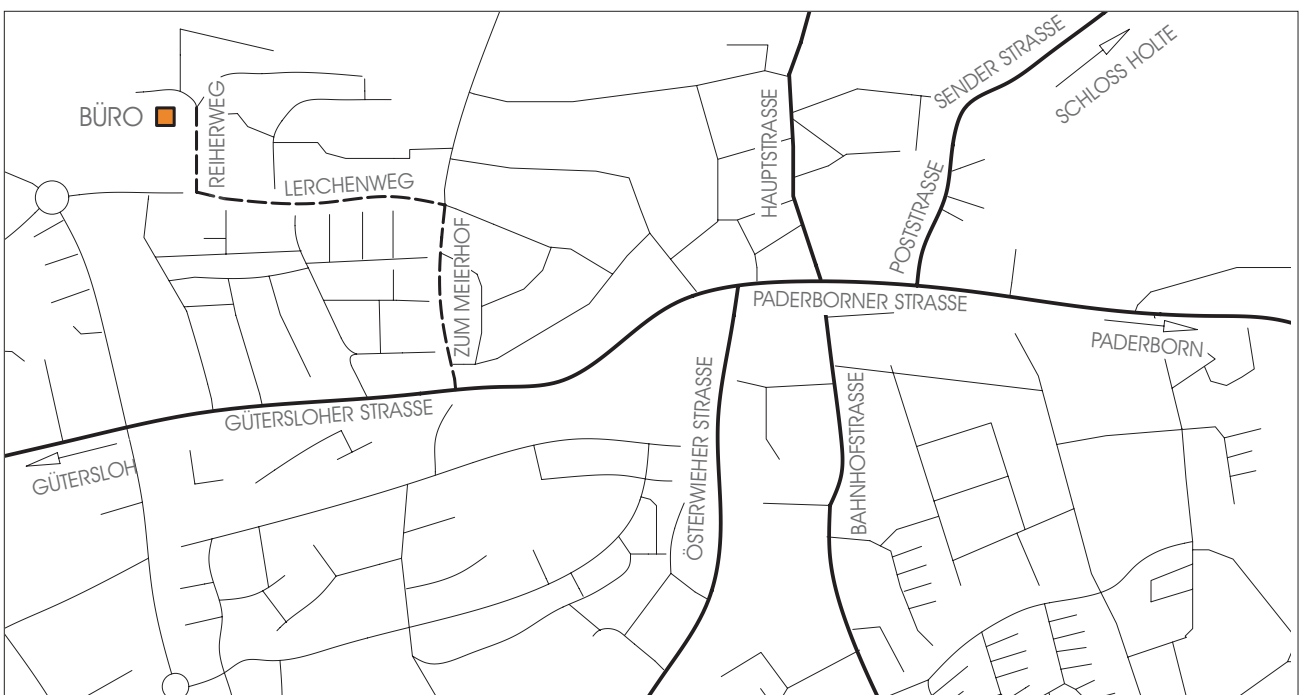 SENDER STRASSE
SCHLOSS HOLTE
BÜRO
REIHERWEG
HAUPTSTRASSE
LERCHENWEG
POSTSTRASSE
ZUM MEIERHOF
PADERBORNER STRASSE
PADERBORN
GÜTERSLOHER STRASSE
ÖSTERWIEHER STRASSE
BAHNHOFSTRASSE
GÜTERSLOH